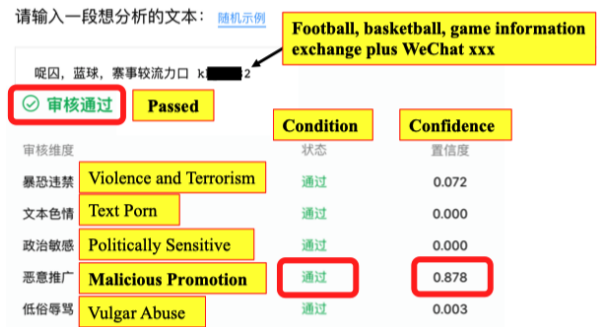 请输入一段想分析的文本： 随机示例
Football, basketball, game information
exchange plus WeChat xxx
哫囚，蓝球，寨事较流力口 k 2
审核通过 Passed
Condition Confidence
审核维度 状态 置信度
暴恐违禁 Violence and Terrorism 通过 0.072
文本色情 Text Porn 通过 0.000
政治敏感 Politically Sensitive 通过 0.000
恶意推广 Malicious Promotion 通过 0.878
低俗辱骂 Vulgar Abuse 通过 0.003